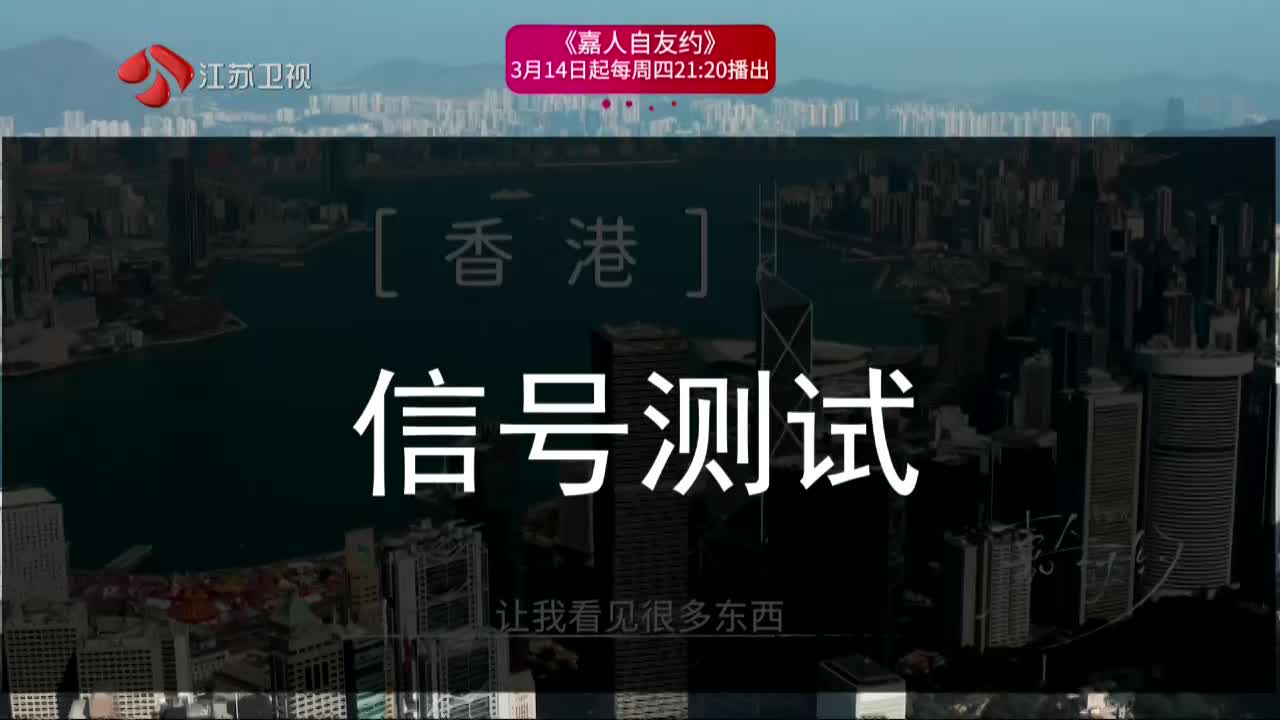 《嘉人自友约》
3月14日起每周四21:20播出
江苏卫视
[香港]
信号测试
让我看见很多东西